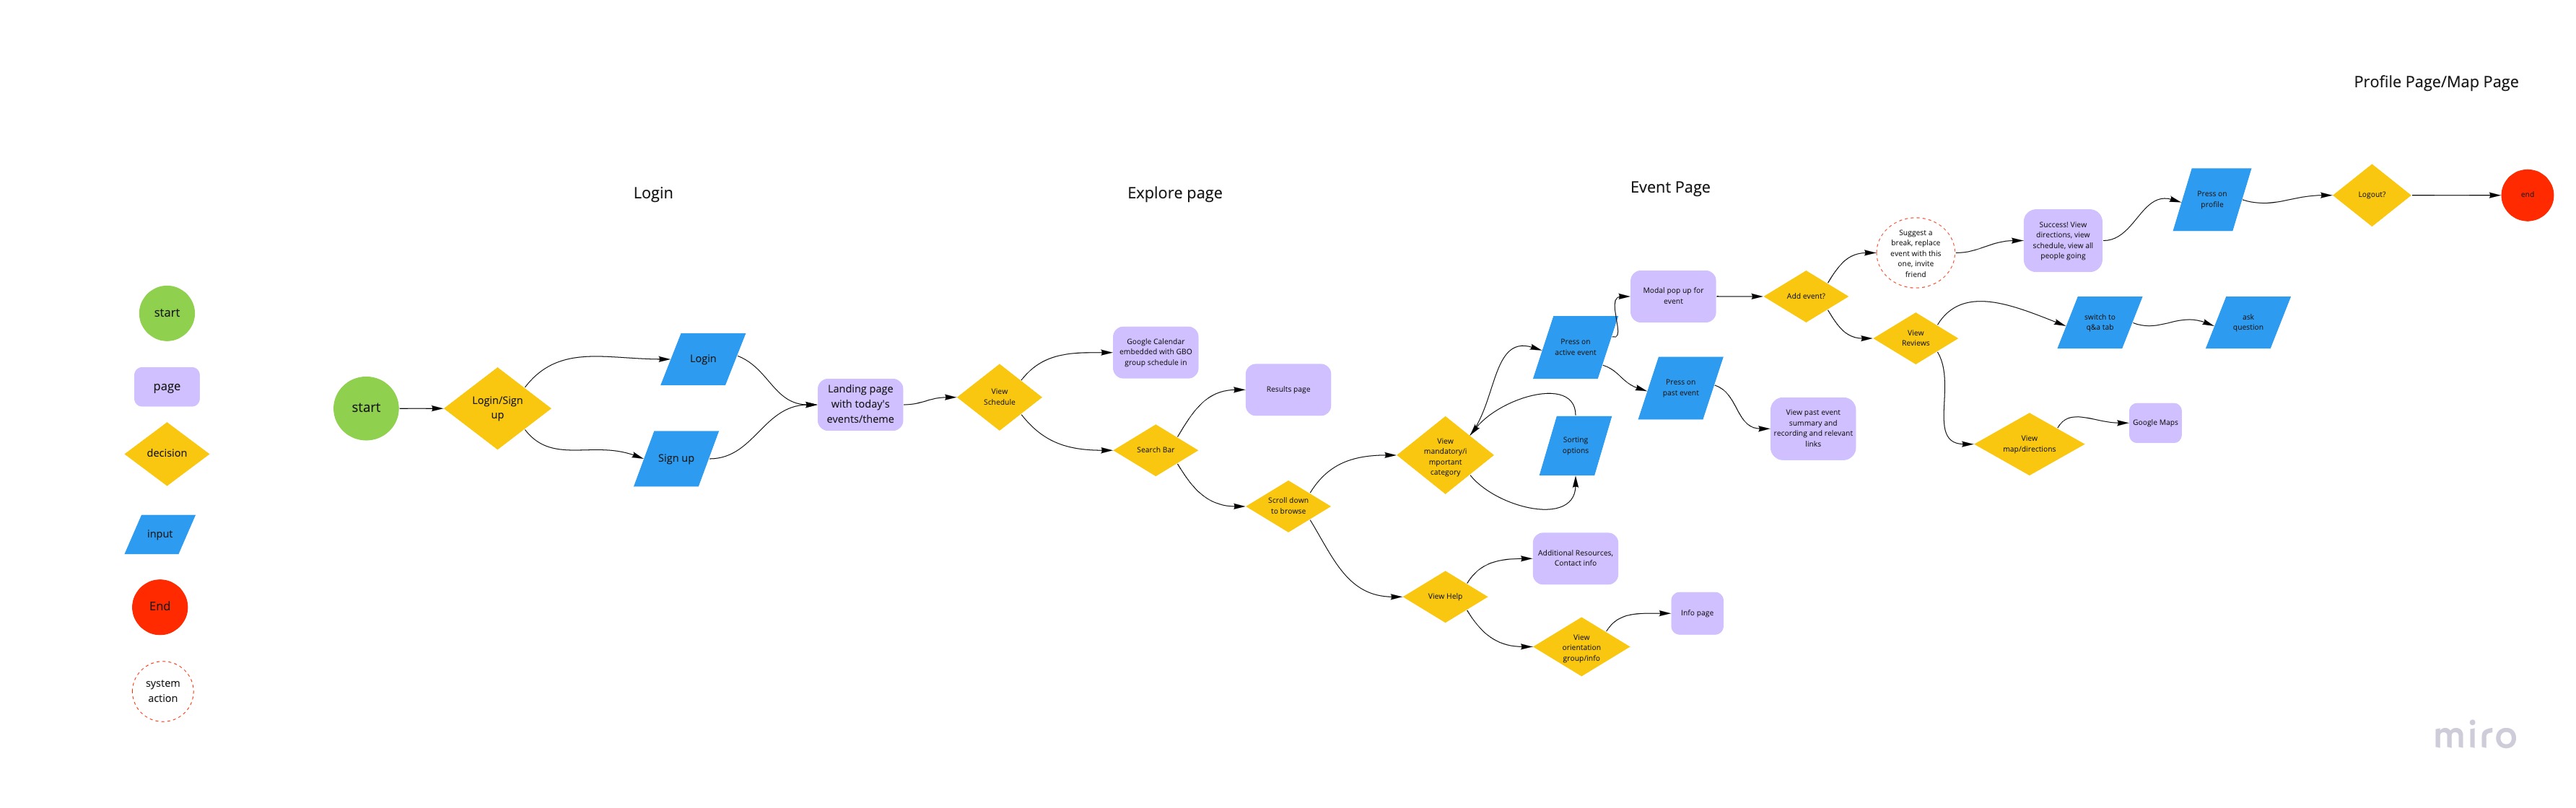 Profile Page/Map Page
Login
Explore page
Event Page
start
page
decision
input
End
system
action
start
Login/Sign
up
Login
Sign up
Landing page
with today's
events/theme
View
Schedule
Google Calendar
embedded with GBO
group schedule in
Search Bar
Results page
Scroll down
to browse
View
mandatory/i
mportant
category
Sorting
options
Press on
active event
Press on
past event
View past event
summary and
recording and relevant
links
Modal pop up for
event
Add event?
Suggest a
break, replace
event with this
one, invite
friend
Success! View
directions, view
schedule, view all
people going
Press on
profile
Logout?
end
View
Reviews
switch to
q&a tab
ask
question
View
map/directions
Google Maps
View Help
Additional Resources,
Contact info
View
orientation
group/info
Info page
miro